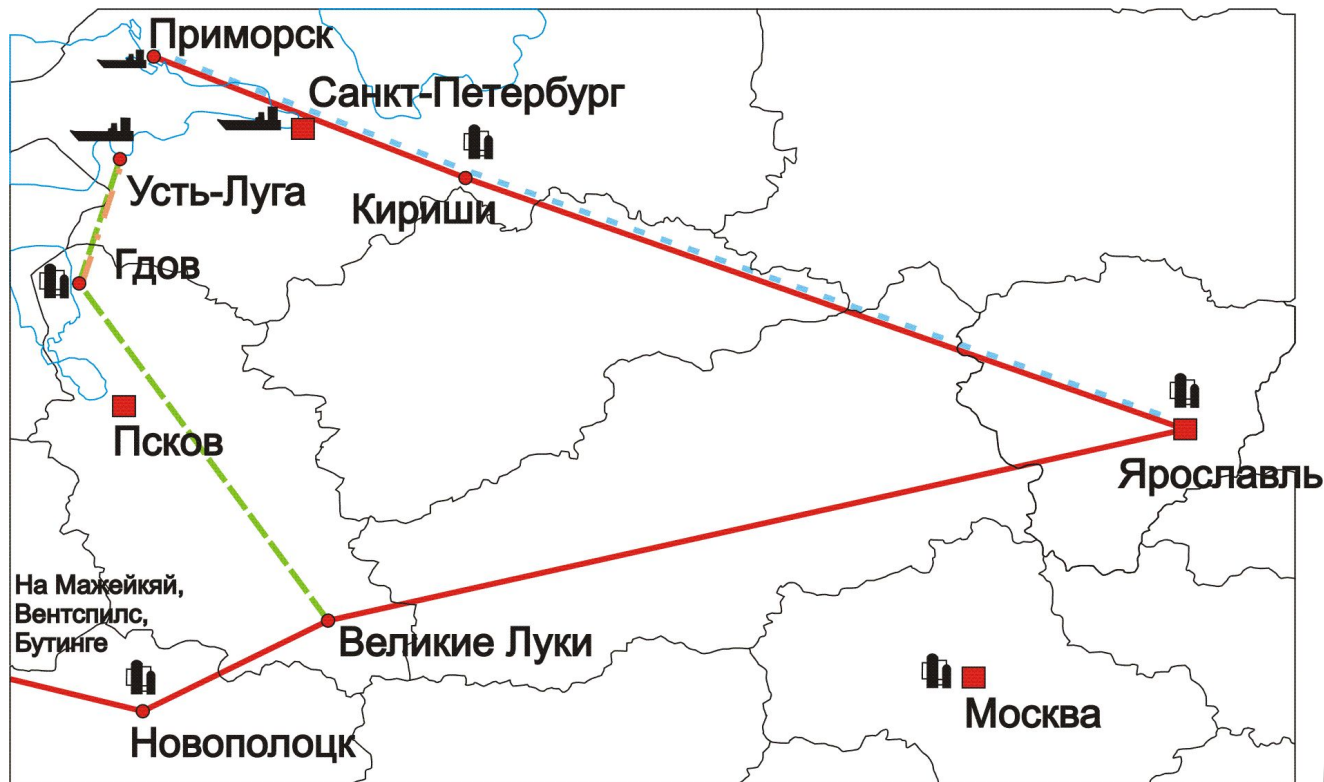 Приморск
Санкт-Петербург
Усть-Луга
Кириши
Гдов
Псков
Ярославль
На Мажейкяй,
Вентспилс,
Бутинге
Великие Луки
Москва
Новополоцк